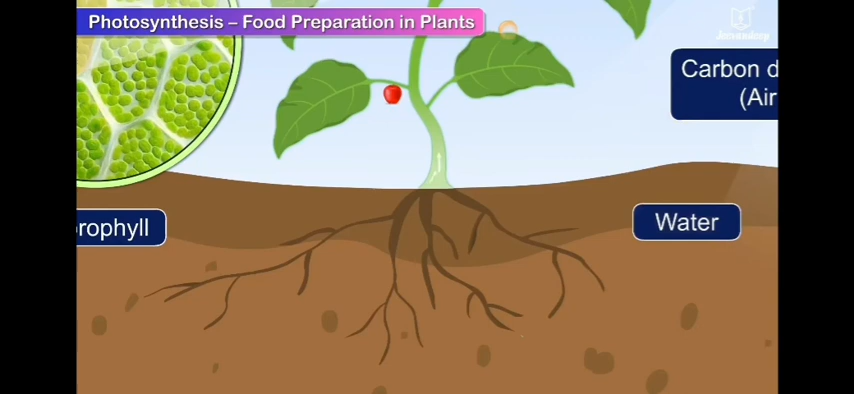 Photosynthesis – Food Preparation in Plants
Carbon d
(Air
rophyll
Water